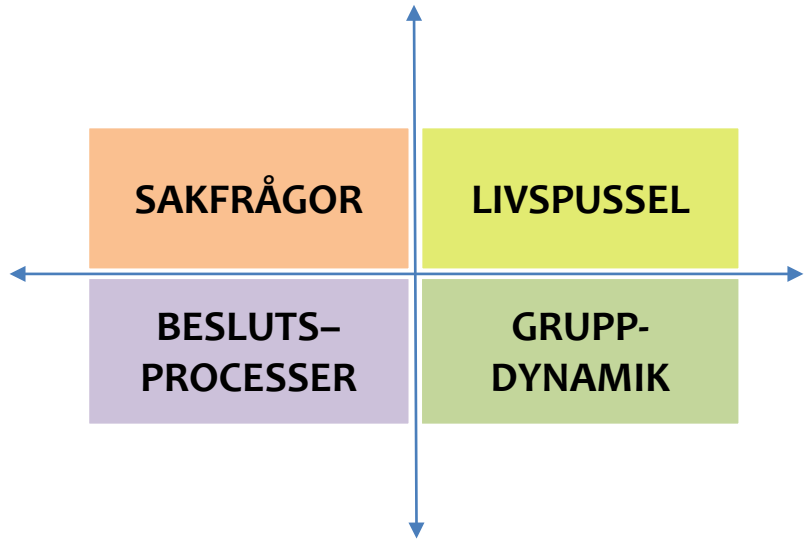 SAKFRÅGOR
LIVSPUSSEL
BESLUTS–
PROCESSER
GRUPP-
DYNAMIK